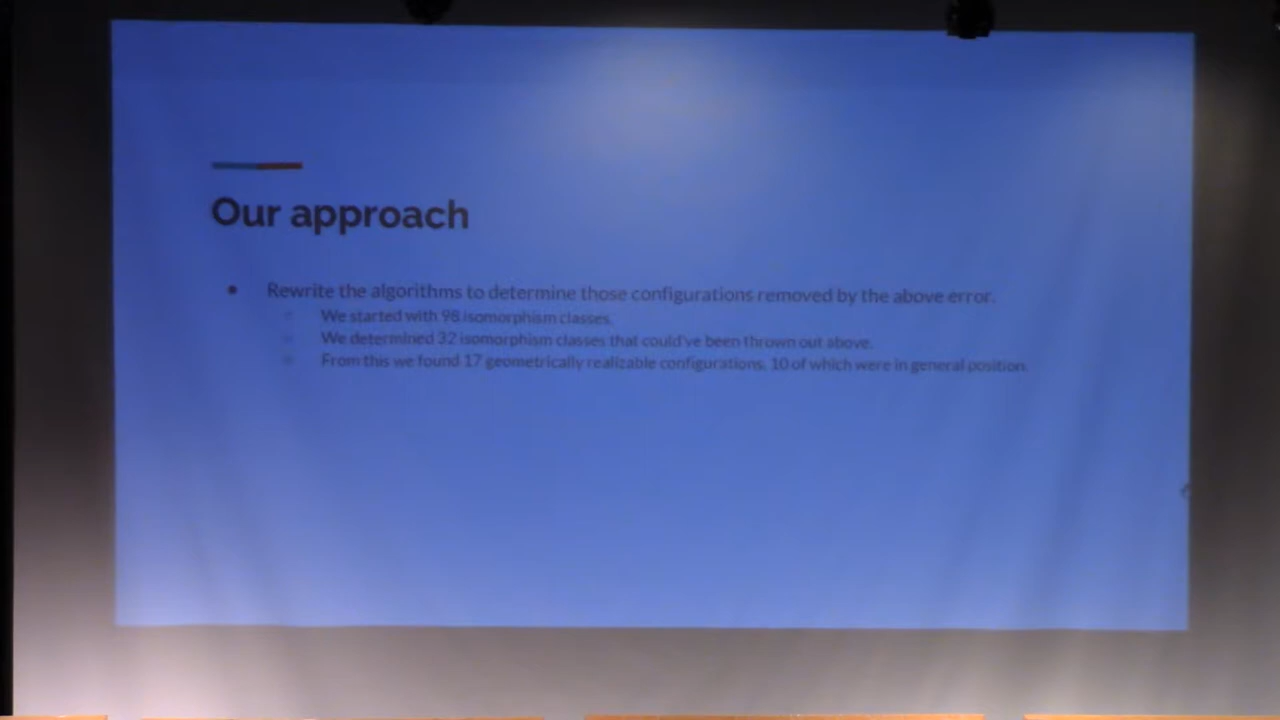 Our approach
Rewrite the algorithms to determine those configurations removed by the above error.
We started with 98 isomorphism classes.
We determined 32 isomorphism classes that could've been thrown out above.
From this we found 17 geometrically realizable configurations, 10 of which were in general position.